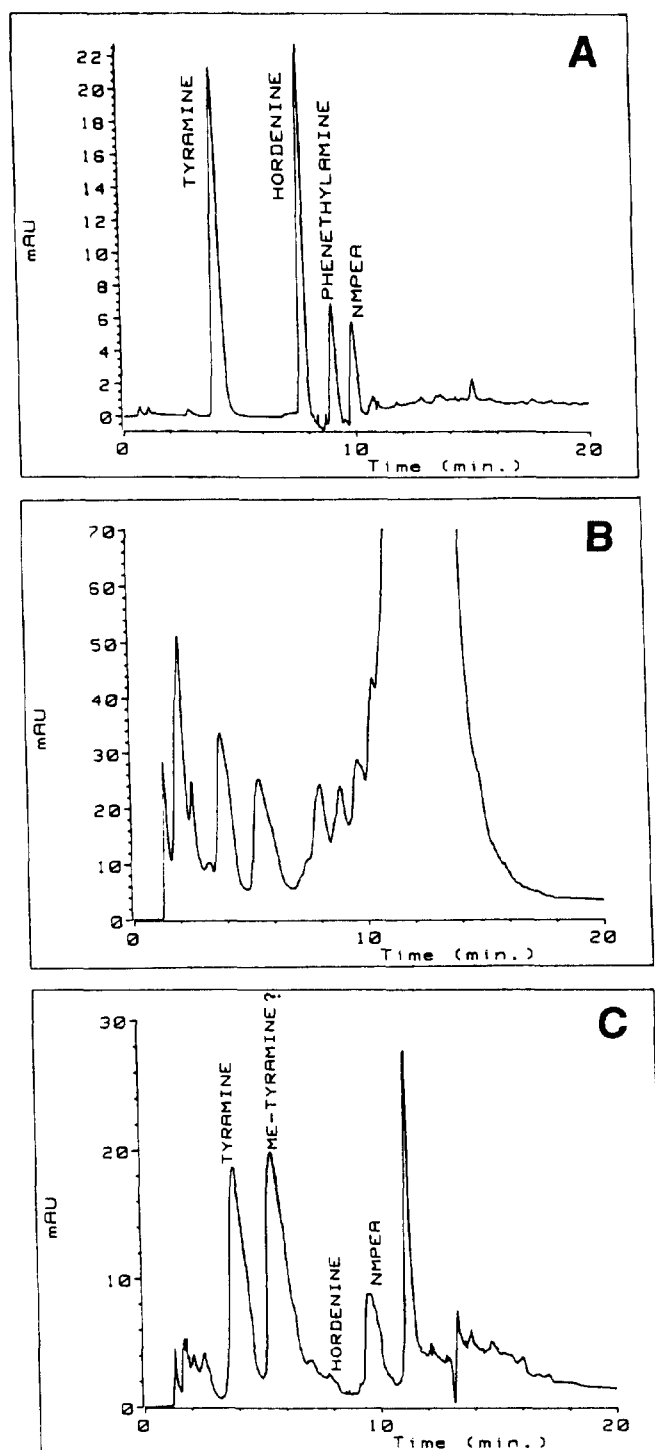 A
22
20
18
16
14
12
10
8
6
4
2
0
mAU
TYRAMINE
HORDENINE
PHENETHYLAMINE
NMPEA
0 10 20
Time (min.)
B
70
60
50
40
30
20
10
0
mAU
0 10 20
Time (min.)
C
30
20
10
0
mAU
TYRAMINE
ME-TYRAMINE?
HORDENINE
NMPEA
0 10 20
Time (min.)